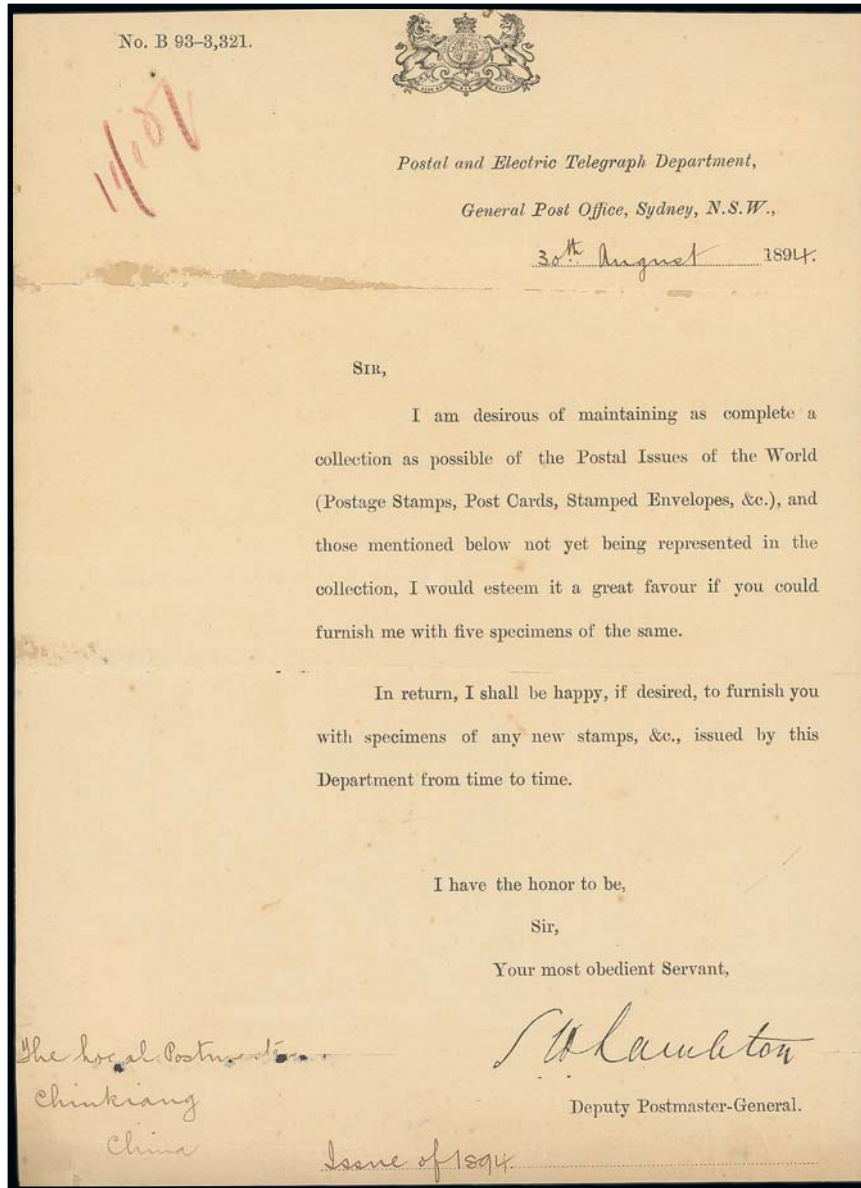 No. B 93–3,321.
Postal and Electric Telegraph Department,
General Post Office, Sydney, N.S.W.,
30th August 1894.
SIR,
I am desirous of maintaining as complete a
collection as possible of the Postal Issues of the World
(Postage Stamps, Post Cards, Stamped Envelopes, &c.), and
those mentioned below not yet being represented in the
collection, I would esteem it a great favour if you could
furnish me with five specimens of the same.
In return, I shall be happy, if desired, to furnish you
with specimens of any new stamps, &c., issued by this
Department from time to time.
I have the honor to be,
Sir,
Your most obedient Servant,
S W Lambton
Deputy Postmaster-General.
The Local
Chinkiang
China
Issue of 1894.